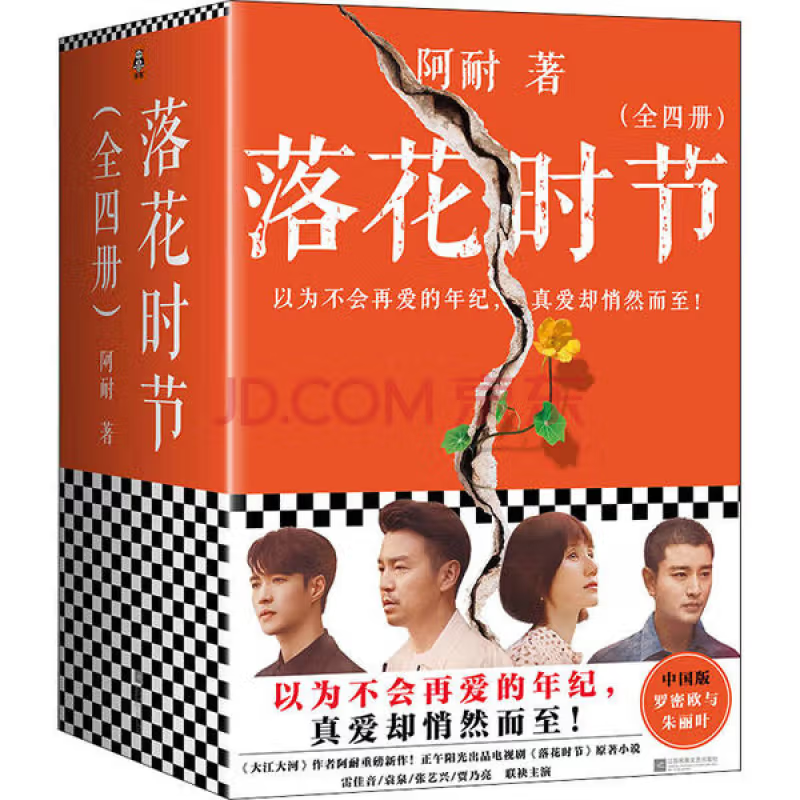 阿耐 著
(全四册)
落花时节
以为不会再爱的年纪，真爱却悄然而至！
JD.COM 京东
以为不会再爱的年纪，
真爱却悄然而至！
《大江大河》作者阿耐重磅新作！正午阳光出品电视剧《落花时节》原著小说
雷佳音/袁泉/张艺兴/贾乃亮 联袂主演
中国版
罗密欧与
朱丽叶
落花时节
(全四册)
阿耐 著